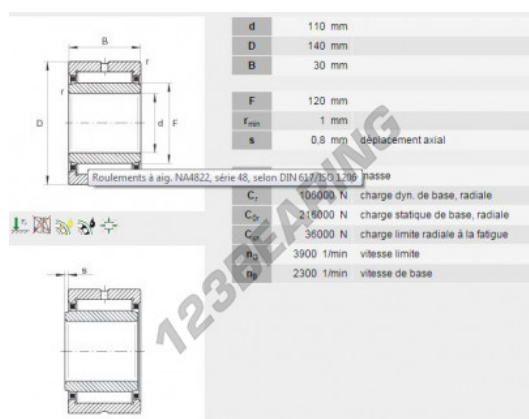 B
r
r
D
d
F
Roulements à aig. NA4822, série 48, selon DIN 617/ISO 1206
s
d 110 mm
D 140 mm
B 30 mm
F 120 mm
rmin 1 mm
s 0,8 mm déplacement axial
masse
Cr 106000 N charge dyn. de base, radiale
C0r 216000 N charge statique de base, radiale
36000 N charge limite radiale à la fatigue
nG 3900 1/min vitesse limite
2300 1/min vitesse de base
123BEARING